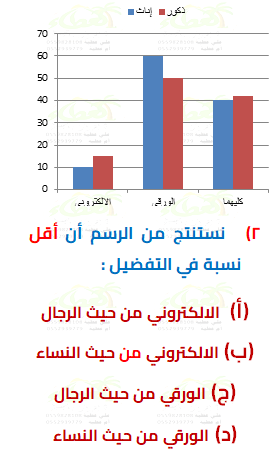 إناث ذكور
70
60
50
40
30
20
10
0
الالكتروني الورقي كليهما
٢) نستنتج من الرسم أن أقل
نسبة في التفضيل :
(أ) الالكتروني من حيث الرجال
(ب) الالكتروني من حيث النساء
(ج) الورقي من حيث الرجال
(د) الورقي من حيث النساء